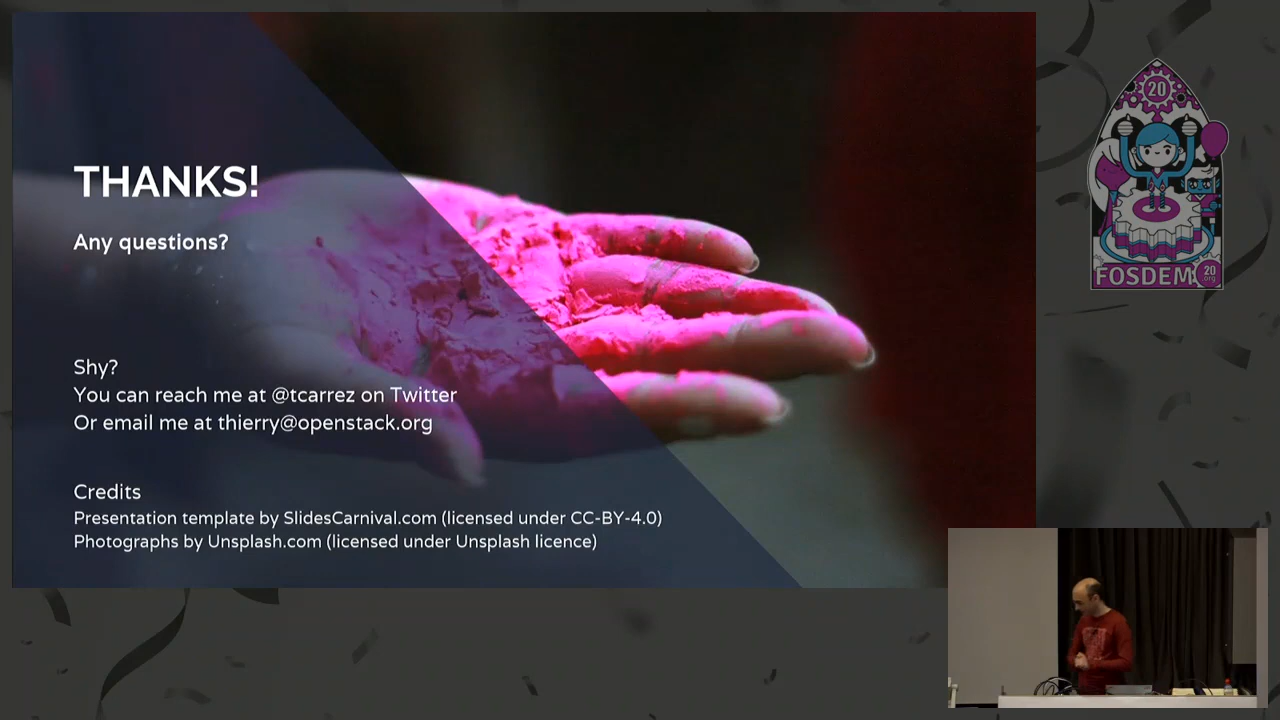 THANKS!
Any questions?
Shy?
You can reach me at @tcarrez on Twitter
Or email me at thierry@openstack.org
Credits
Presentation template by SlidesCarnival.com (licensed under CC-BY-4.0)
Photographs by Unsplash.com (licensed under Unsplash licence)
20
FOSDEM
20
org